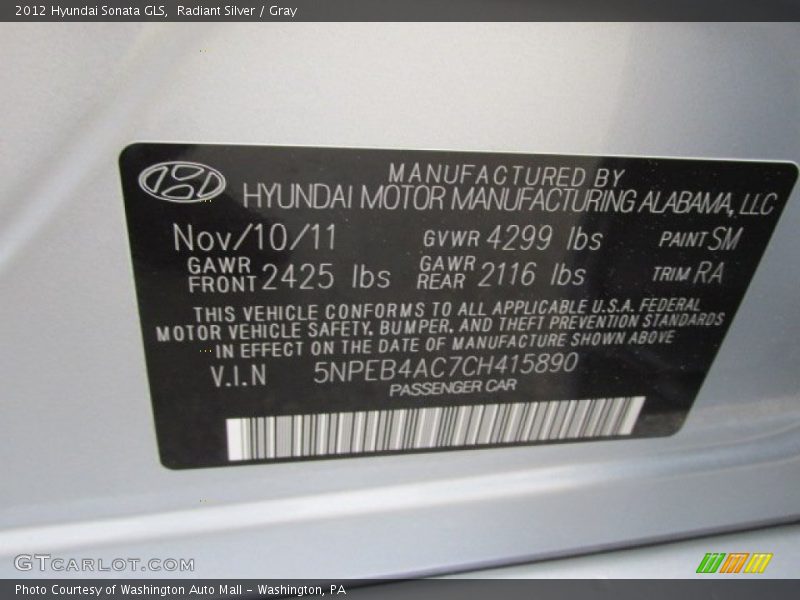 2012 Hyundai Sonata GLS, Radiant Silver / Gray
MANUFACTURED BY
HYUNDAI MOTOR MANUFACTURING ALABAMA, LLC
Nov/10/11 GVWR 4299 lbs PAINT SM
GAWR FRONT 2425 lbs GAWR REAR 2116 lbs TRIM RA
THIS VEHICLE CONFORMS TO ALL APPLICABLE U.S.A. FEDERAL
MOTOR VEHICLE SAFETY, BUMPER, AND THEFT PREVENTION STANDARDS
IN EFFECT ON THE DATE OF MANUFACTURE SHOWN ABOVE
V.I.N 5NPEB4AC7CH415890
PASSENGER CAR
GTCARLOT.COM
Photo Courtesy of Washington Auto Mall - Washington, PA